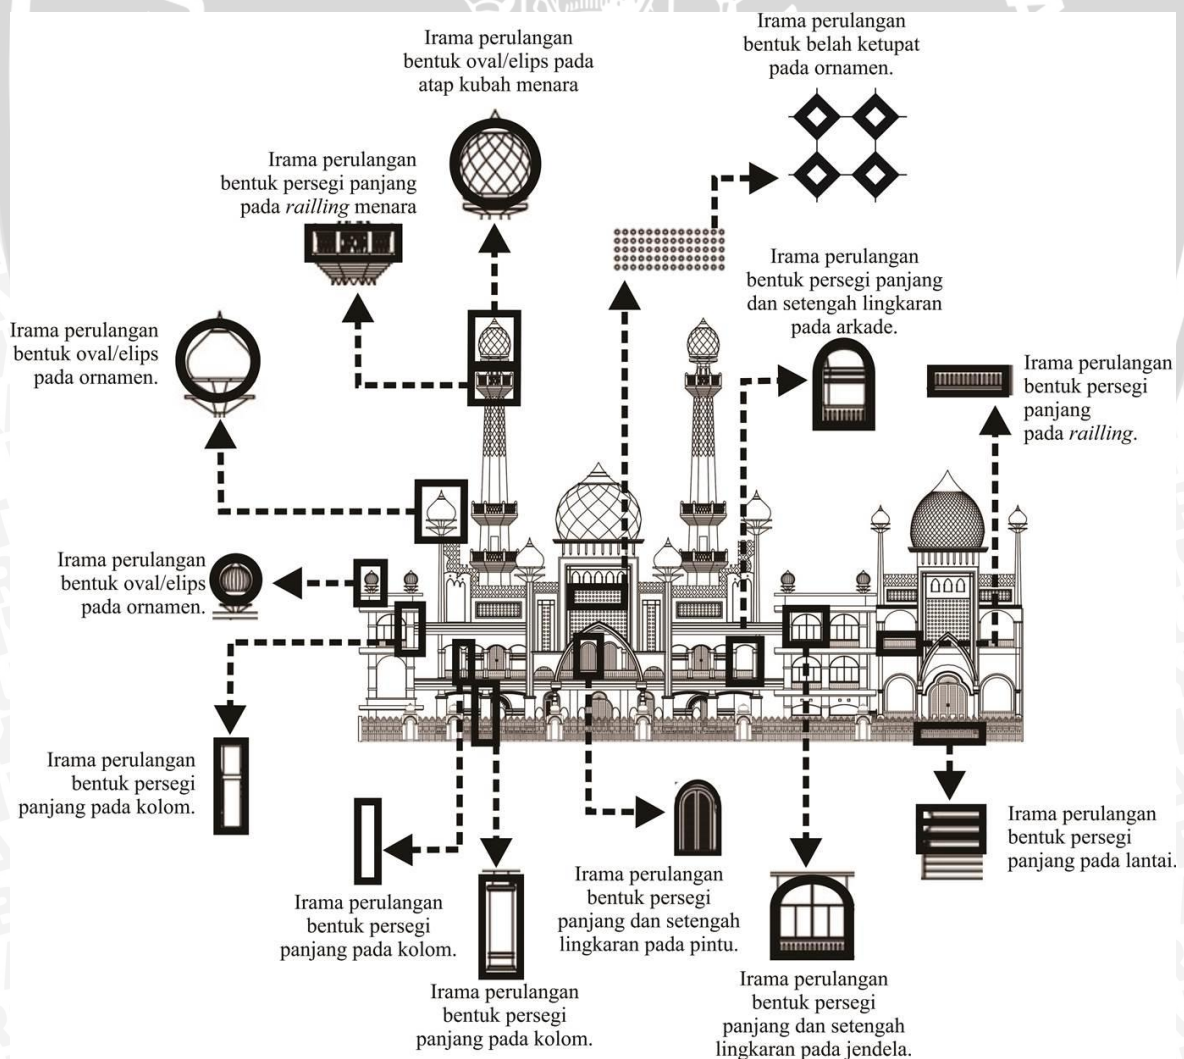 Irama perulangan
bentuk oval/elips pada
atap kubah menara
Irama perulangan
bentuk belah ketupat
pada ornamen.
Irama perulangan
bentuk persegi panjang
pada railling menara
Irama perulangan
bentuk persegi panjang
dan setengah lingkaran
pada arkade.
Irama perulangan
bentuk oval/elips
pada ornamen.
Irama perulangan
bentuk persegi
panjang
pada railling.
Irama perulangan
bentuk oval/elips
pada ornamen.
Irama perulangan
bentuk persegi
panjang pada kolom.
Irama perulangan
bentuk persegi
panjang pada lantai.
Irama perulangan
bentuk persegi
panjang pada kolom.
Irama perulangan
bentuk persegi
panjang dan setengah
lingkaran pada pintu.
Irama perulangan
bentuk persegi
panjang pada kolom.
Irama perulangan
bentuk persegi
panjang dan setengah
lingkaran pada jendela.